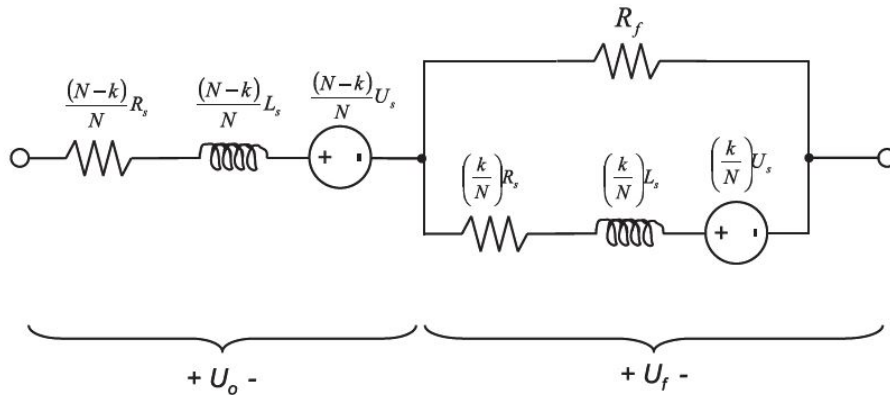 R_f
(N-k)/N R_s (N-k)/N L_s (N-k)/N U_s
+ -
(k/N)R_s (k/N)L_s (k/N)U_s
+ -
+ U_o - + U_f -